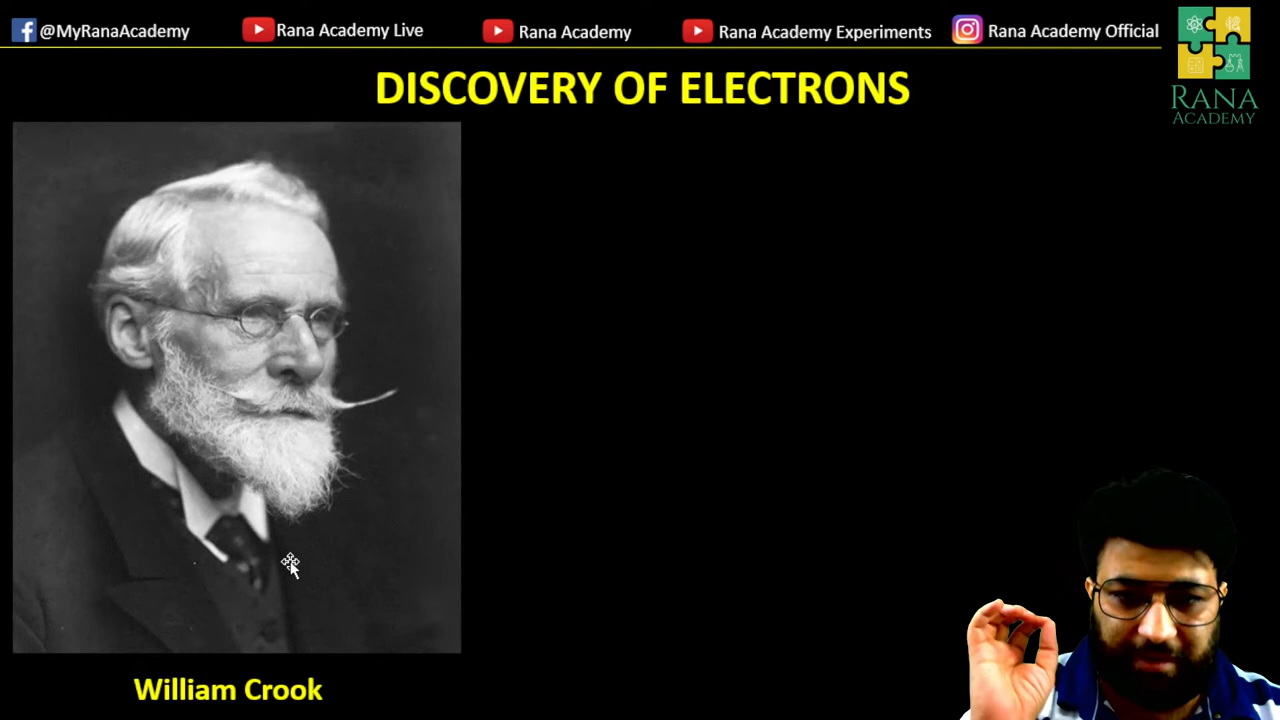 @MyRanaAcademy Rana Academy Live Rana Academy Rana Academy Experiments Rana Academy Official
RANA
ACADEMY
DISCOVERY OF ELECTRONS
William Crook